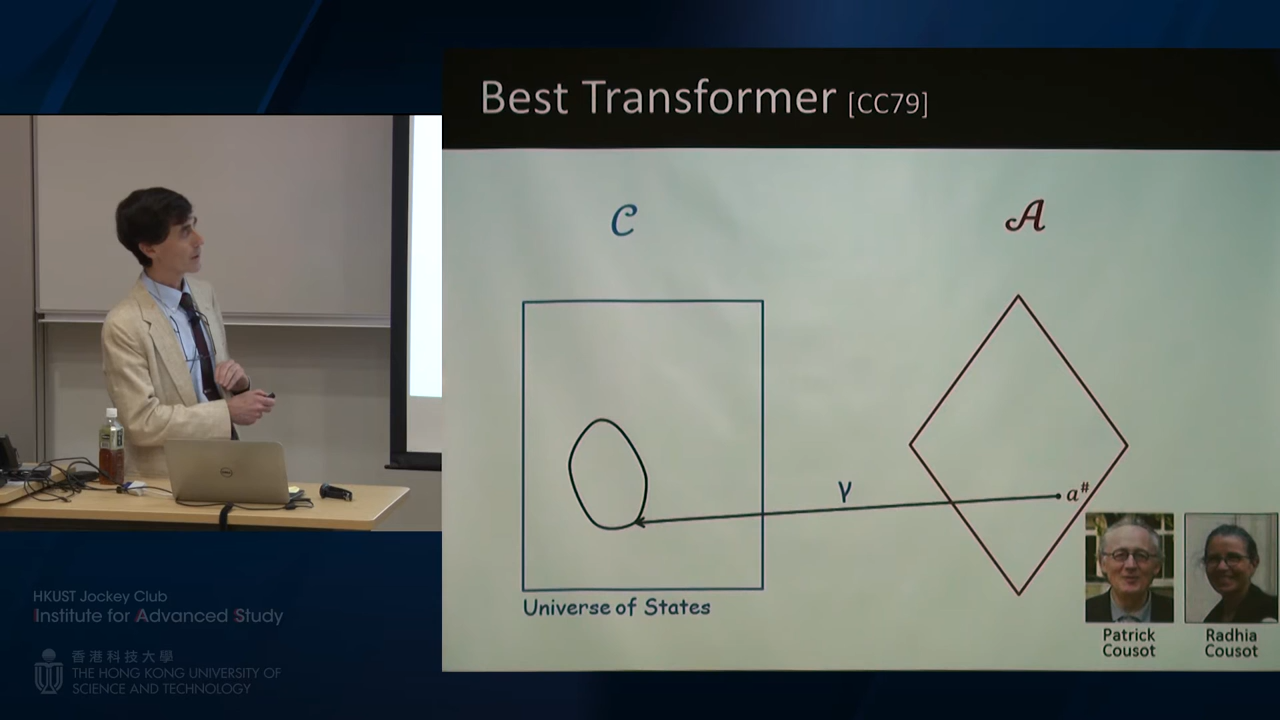 Best Transformer [CC79]
C
A
γ
a#
Universe of States
Patrick
Cousot
Radhia
Cousot
HKUST Jockey Club
Institute for Advanced Study
香港科技大學
THE HONG KONG UNIVERSITY OF
SCIENCE AND TECHNOLOGY